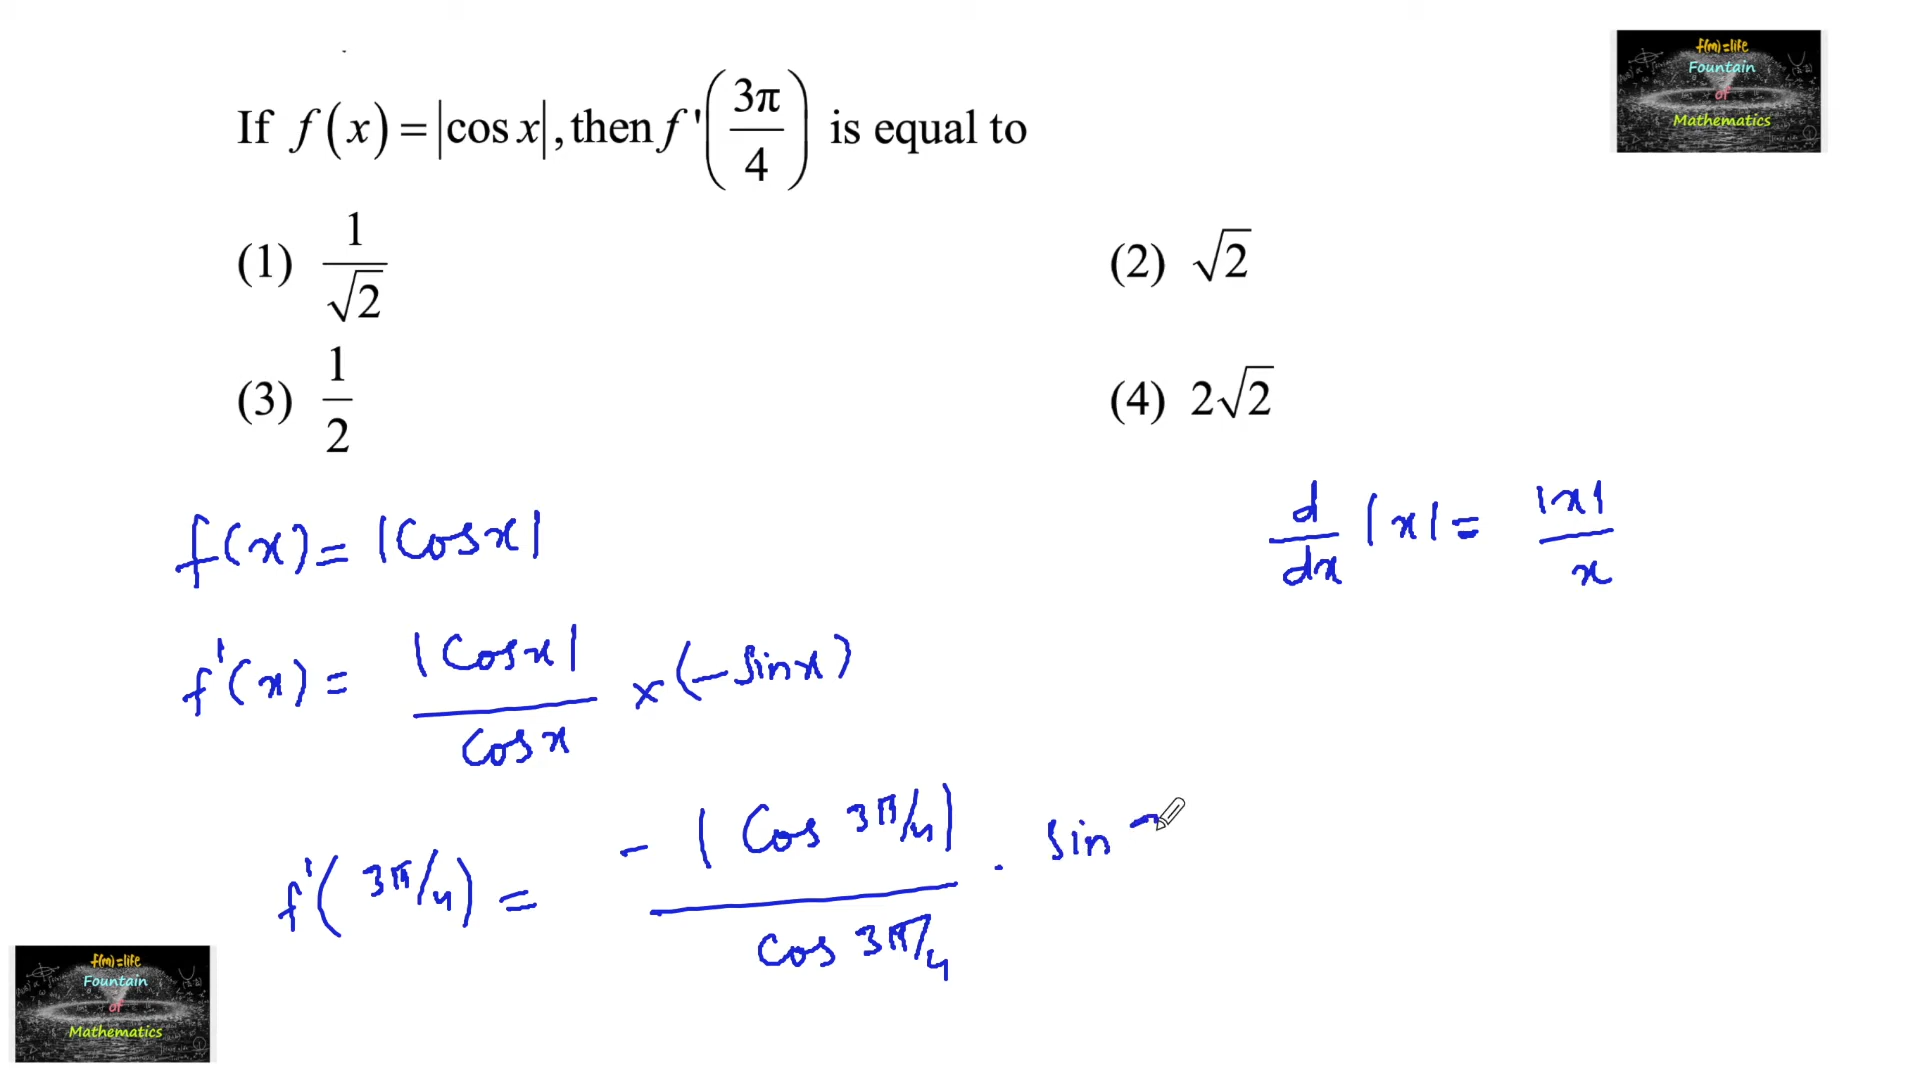 f(m)=life
Fountain
of
Mathematics
If f(x)=|cos x|, then f'(3π/4) is equal to
(1) 1/√2
(2) √2
(3) 1/2
(4) 2√2
f(x)= |Cosx|
d/dx |x| = |x|/x
f'(x)= |Cosx|/Cosx × (-sinx)
f'(3π/4) = - |Cos 3π/4|/Cos 3π/4 . sin
f(m)=life
Fountain
of
Mathematics